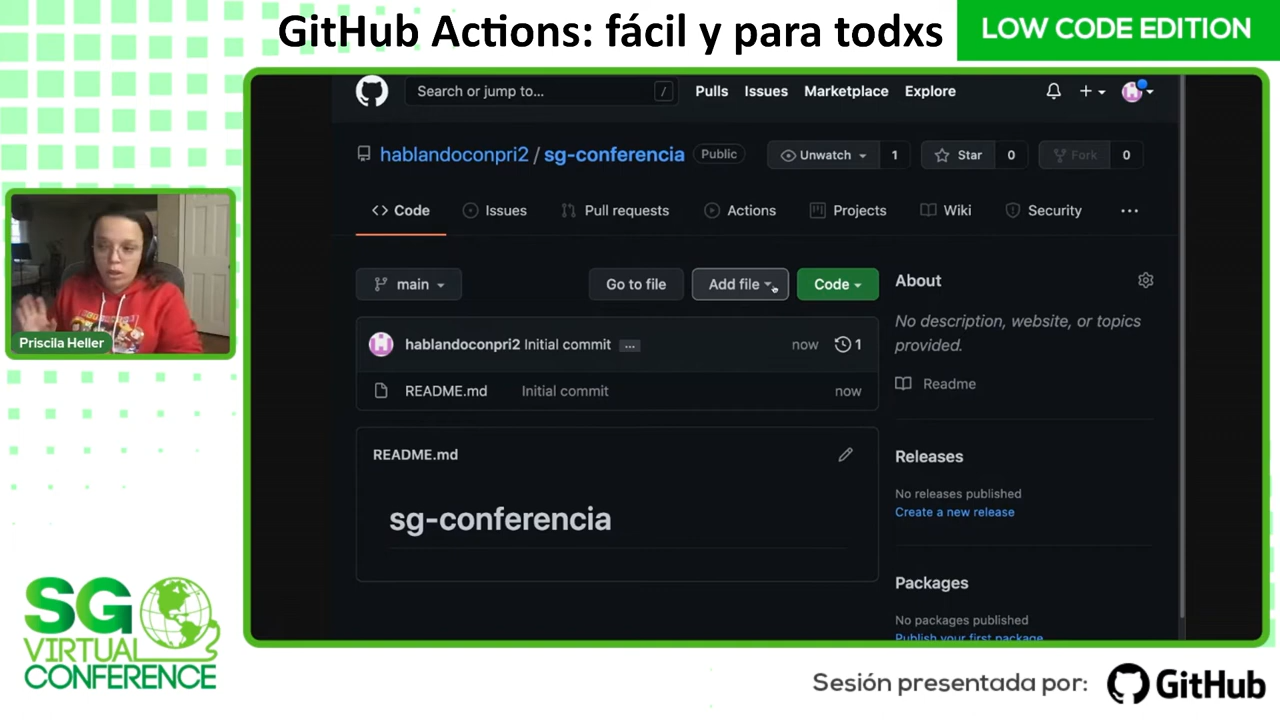 GitHub Actions: fácil y para todxs
LOW CODE EDITION
Search or jump to...
/
Pulls
Issues
Marketplace
Explore
hablandoconpri2 / sg-conferencia
Public
Unwatch
1
Star
0
Fork
0
Code
Issues
Pull requests
Actions
Projects
Wiki
Security
main
Go to file
Add file
Code
About
No description, website, or topics
provided.
Readme
hablandoconpri2 Initial commit
now
1
README.md
Initial commit
now
README.md
sg-conferencia
Releases
No releases published
Create a new release
Packages
No packages published
Publish your first package
Priscila Heller
SG
VIRTUAL
CONFERENCE
Sesión presentada por:
GitHub